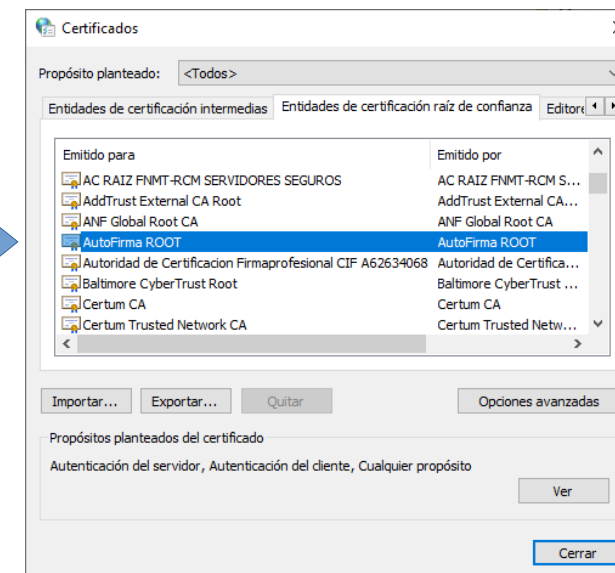 Certificados
Propósito planteado: <Todos>
Entidades de certificación intermedias Entidades de certificación raíz de confianza Editore
Emitido para Emitido por
AC RAIZ FNMT-RCM SERVIDORES SEGUROS AC RAIZ FNMT-RCM S...
AddTrust External CA Root AddTrust External CA...
ANF Global Root CA ANF Global Root CA
AutoFirma ROOT AutoFirma ROOT
Autoridad de Certificacion Firmaprofesional CIF A62634068 Autoridad de Certifica...
Baltimore CyberTrust Root Baltimore CyberTrust ...
Certum CA Certum CA
Certum Trusted Network CA Certum Trusted Netw...
Importar... Exportar... Quitar Opciones avanzadas
Propósitos planteados del certificado
Autenticación del servidor, Autenticación del cliente, Cualquier propósito
Ver
Cerrar